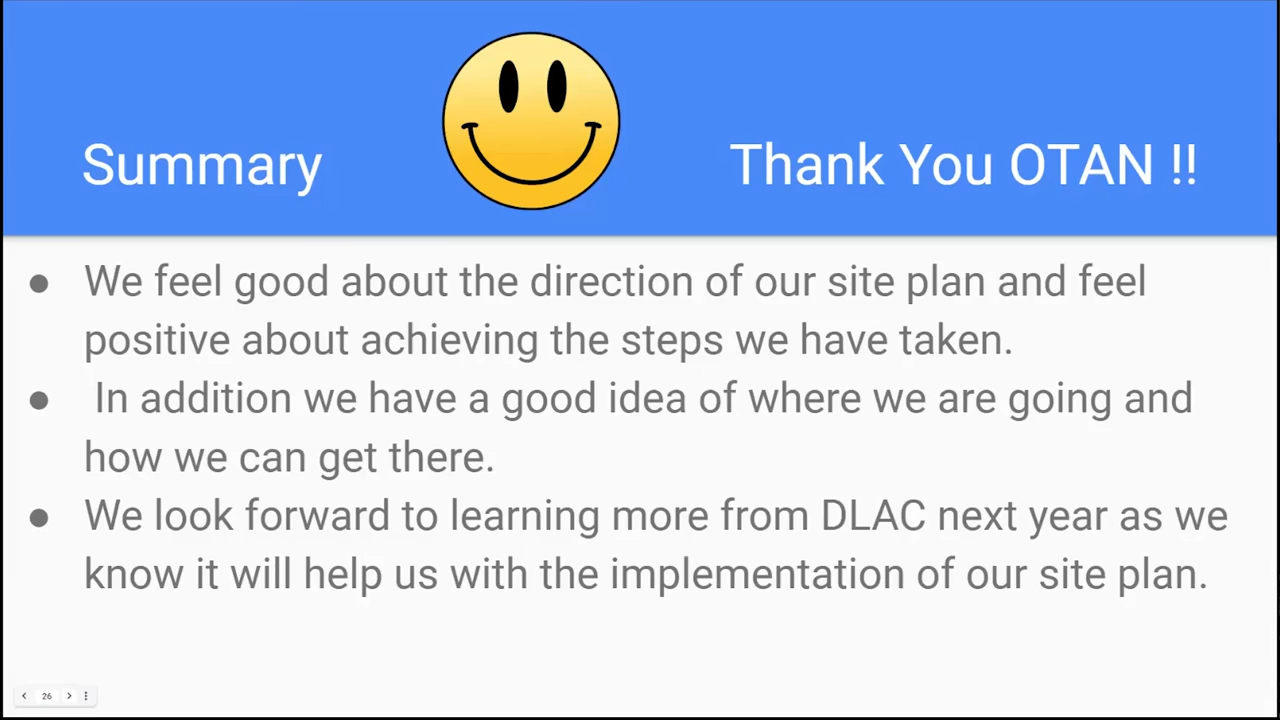 Summary
Thank You OTAN !!
● We feel good about the direction of our site plan and feel
positive about achieving the steps we have taken.
● In addition we have a good idea of where we are going and
how we can get there.
● We look forward to learning more from DLAC next year as we
know it will help us with the implementation of our site plan.
26